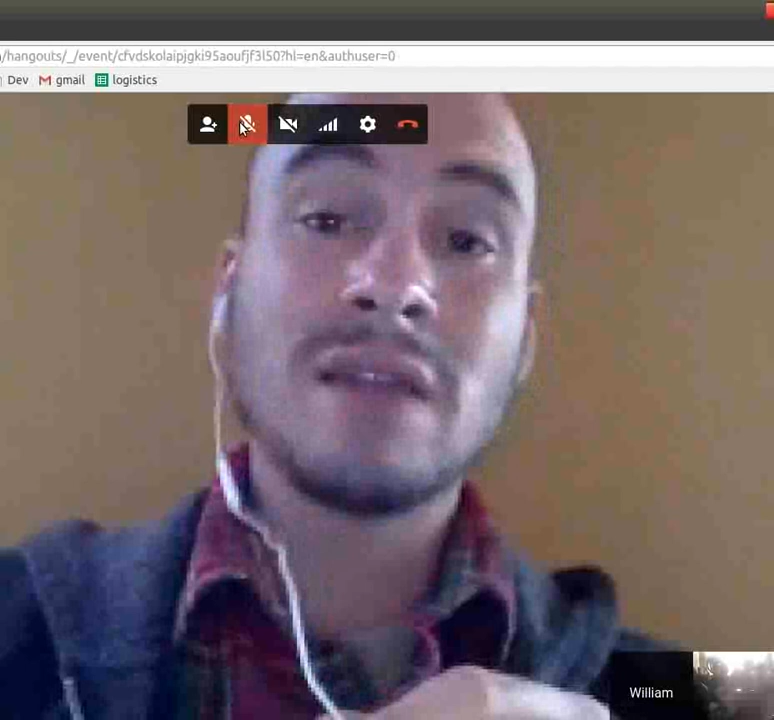 /hangouts/_/event/cfvdskolaipjgki95aoufjf3l50?hl=en&authuser=0
Dev gmail logistics
William